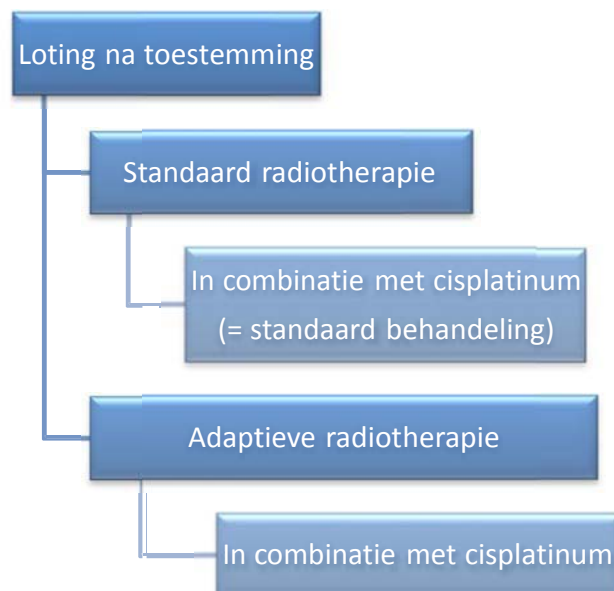 Loting na toestemming
Standaard radiotherapie
In combinatie met cisplatinum
(= standaard behandeling)
Adaptieve radiotherapie
In combinatie met cisplatinum